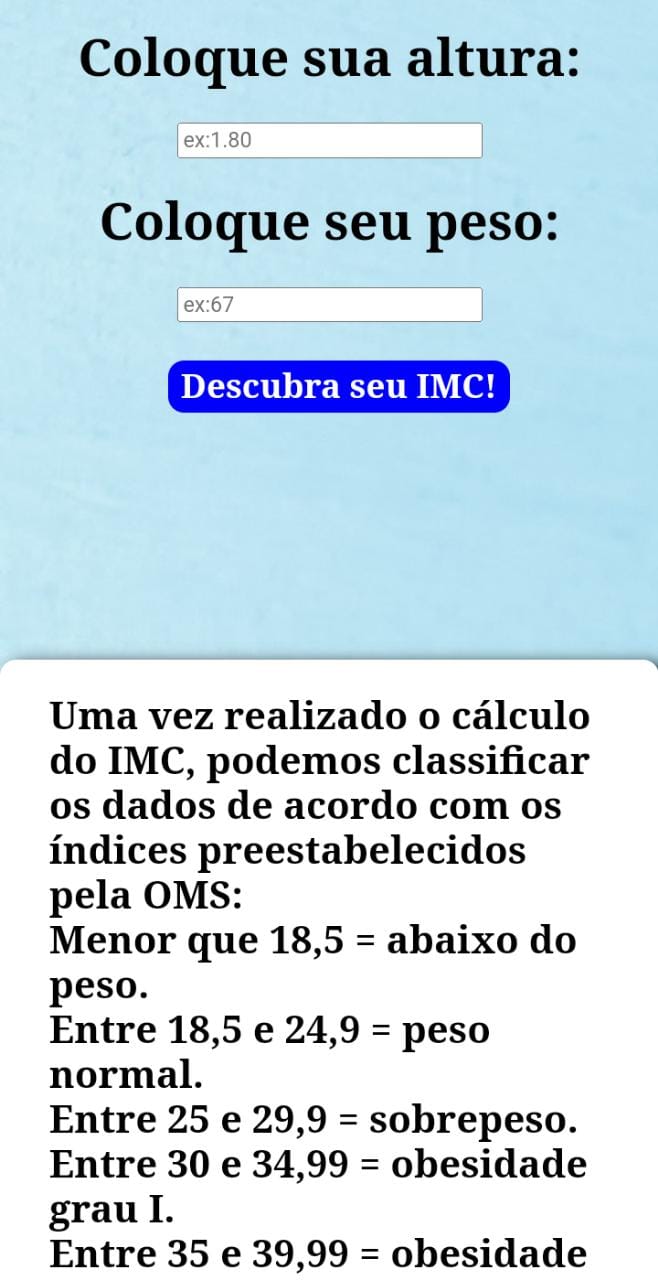 Coloque sua altura:
ex:1.80
Coloque seu peso:
ex:67
Descubra seu IMC!
Uma vez realizado o cálculo
do IMC, podemos classificar
os dados de acordo com os
índices preestabelecidos
pela OMS:
Menor que 18,5 = abaixo do
peso.
Entre 18,5 e 24,9 = peso
normal.
Entre 25 e 29,9 = sobrepeso.
Entre 30 e 34,99 = obesidade
grau I.
Entre 35 e 39,99 = obesidade